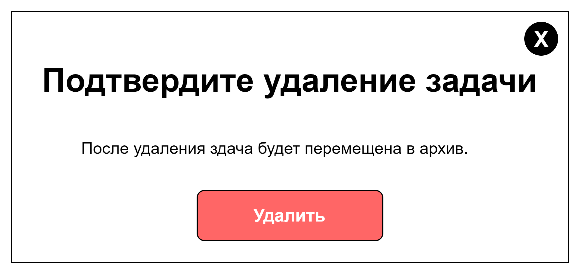 X
Подтвердите удаление задачи
После удаления здача будет перемещена в архив.
Удалить